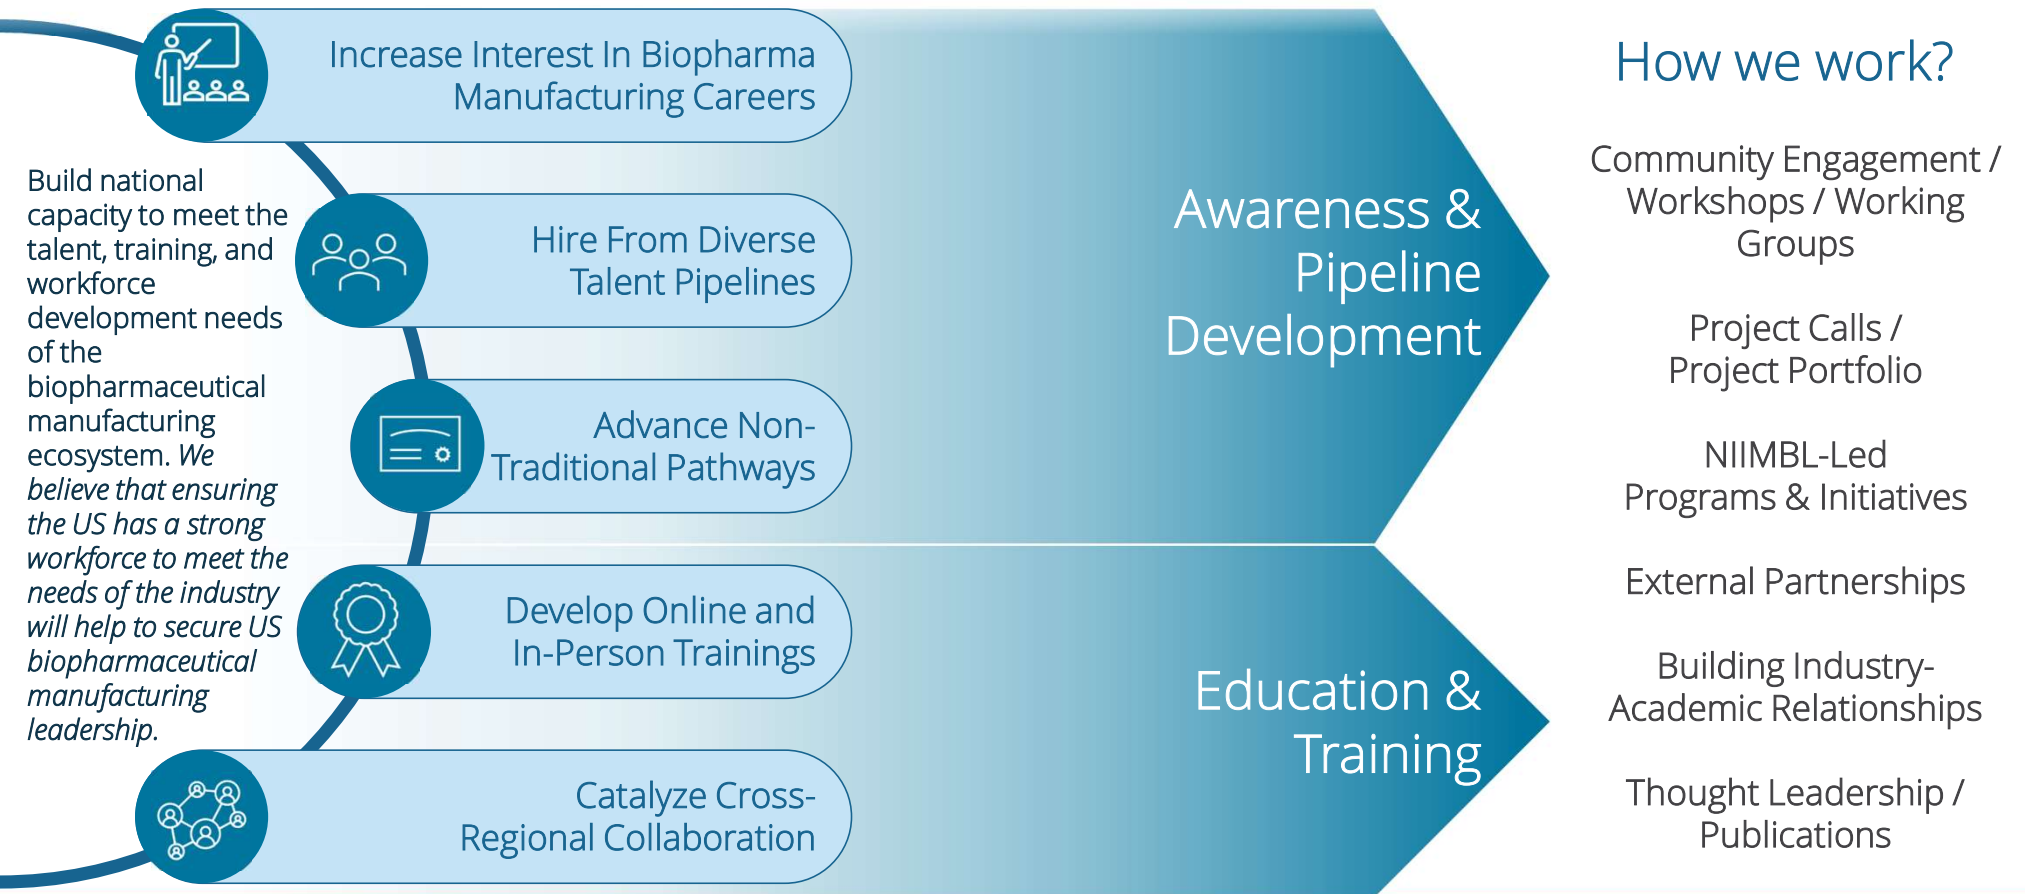 Build national
capacity to meet the
talent, training, and
workforce
development needs
of the
biopharmaceutical
manufacturing
ecosystem. We
believe that ensuring
the US has a strong
workforce to meet the
needs of the industry
will help to secure US
biopharmaceutical
manufacturing
leadership.
Increase Interest In Biopharma
Manufacturing Careers
Hire From Diverse
Talent Pipelines
Advance Non-
Traditional Pathways
Develop Online and
In-Person Trainings
Catalyze Cross-
Regional Collaboration
Awareness &
Pipeline
Development
Education &
Training
How we work?
Community Engagement /
Workshops / Working
Groups
Project Calls /
Project Portfolio
NIIMBL-Led
Programs & Initiatives
External Partnerships
Building Industry-
Academic Relationships
Thought Leadership /
Publications